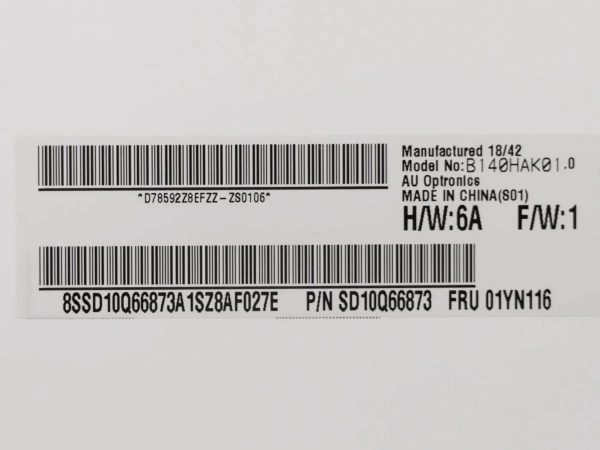 Manufactured 18/42
Model No:B140HAK01.0
AU Optronics
MADE IN CHINA(S01)
*D78592Z8EFZZ-ZS0106*
H/W:6A F/W:1
8SSD10Q66873A1SZ8AF027E P/N SD10Q66873 FRU 01YN116